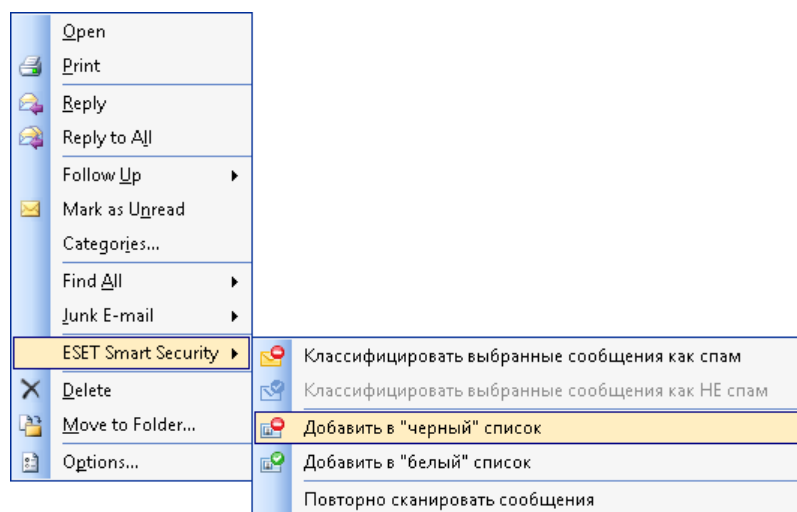 Open
Print
Reply
Reply to All
Follow Up
Mark as Unread
Categories...
Find All
Junk E-mail
ESET Smart Security
Классифицировать выбранные сообщения как спам
Delete
Классифицировать выбранные сообщения как НЕ спам
Move to Folder...
Добавить в "черный" список
Options...
Добавить в "белый" список
Повторно сканировать сообщения